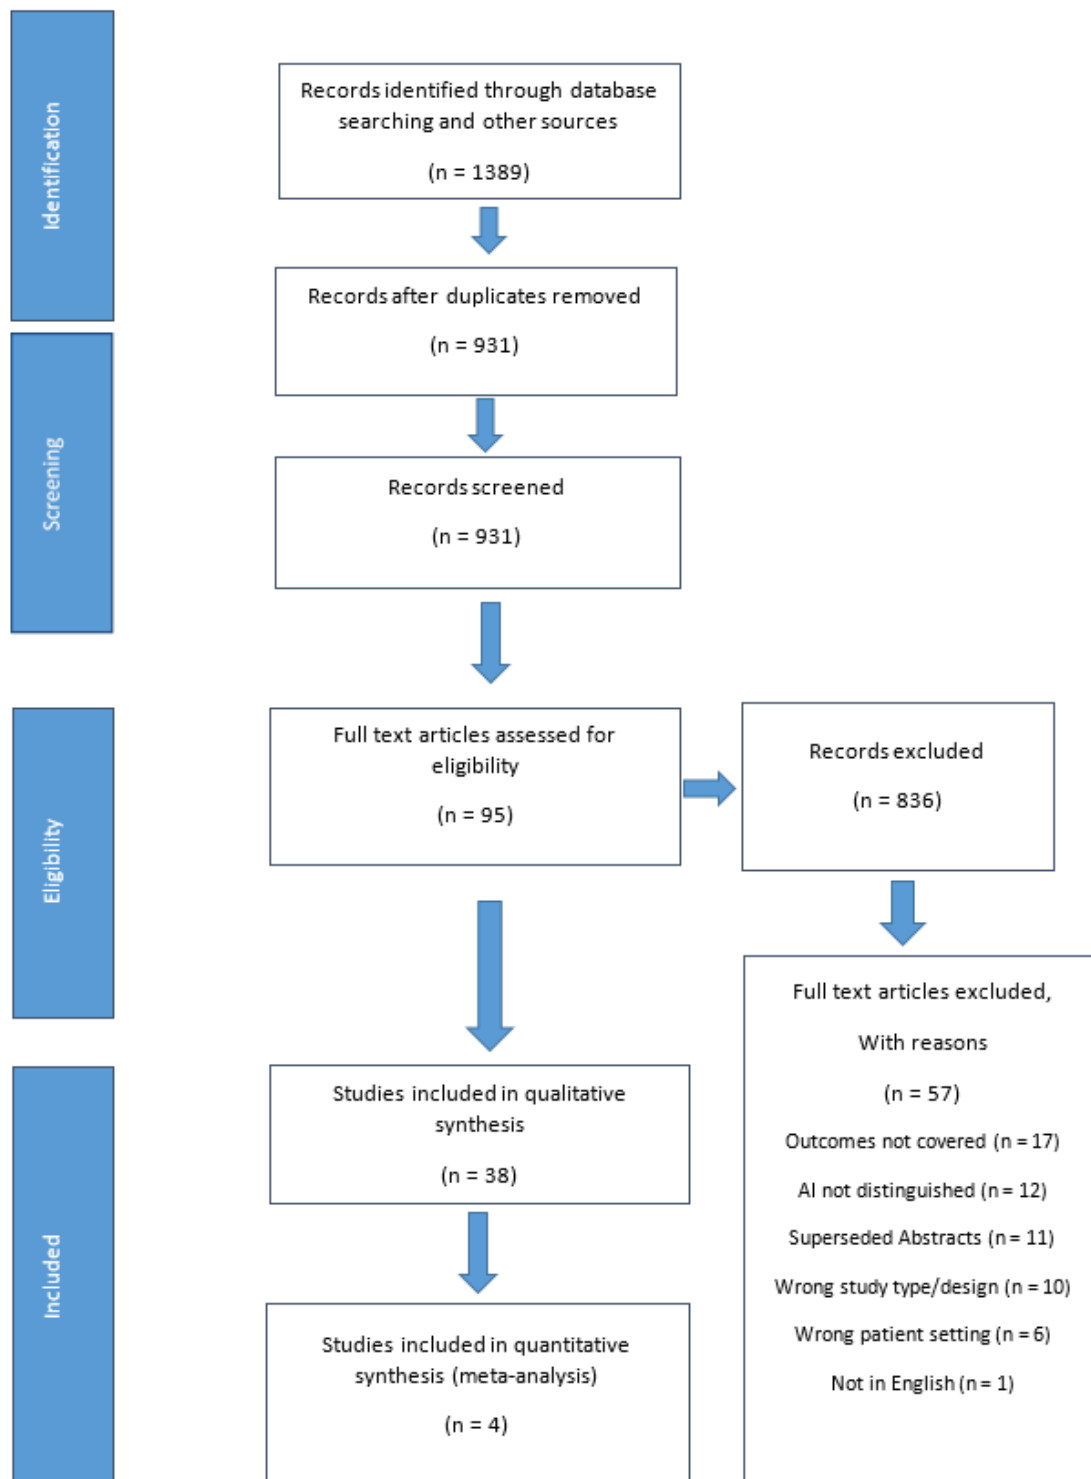 Identification
Records identified through database
searching and other sources
(n = 1389)
Records after duplicates removed
(n = 931)
Screening
Records screened
(n = 931)
Eligibility
Full text articles assessed for
eligibility
(n = 95)
Records excluded
(n = 836)
Full text articles excluded,
With reasons
(n = 57)
Outcomes not covered (n = 17)
AI not distinguished (n = 12)
Superseded Abstracts (n = 11)
Wrong study type/design (n = 10)
Wrong patient setting (n = 6)
Not in English (n = 1)
Included
Studies included in qualitative
synthesis
(n = 38)
Studies included in quantitative
synthesis (meta-analysis)
(n = 4)